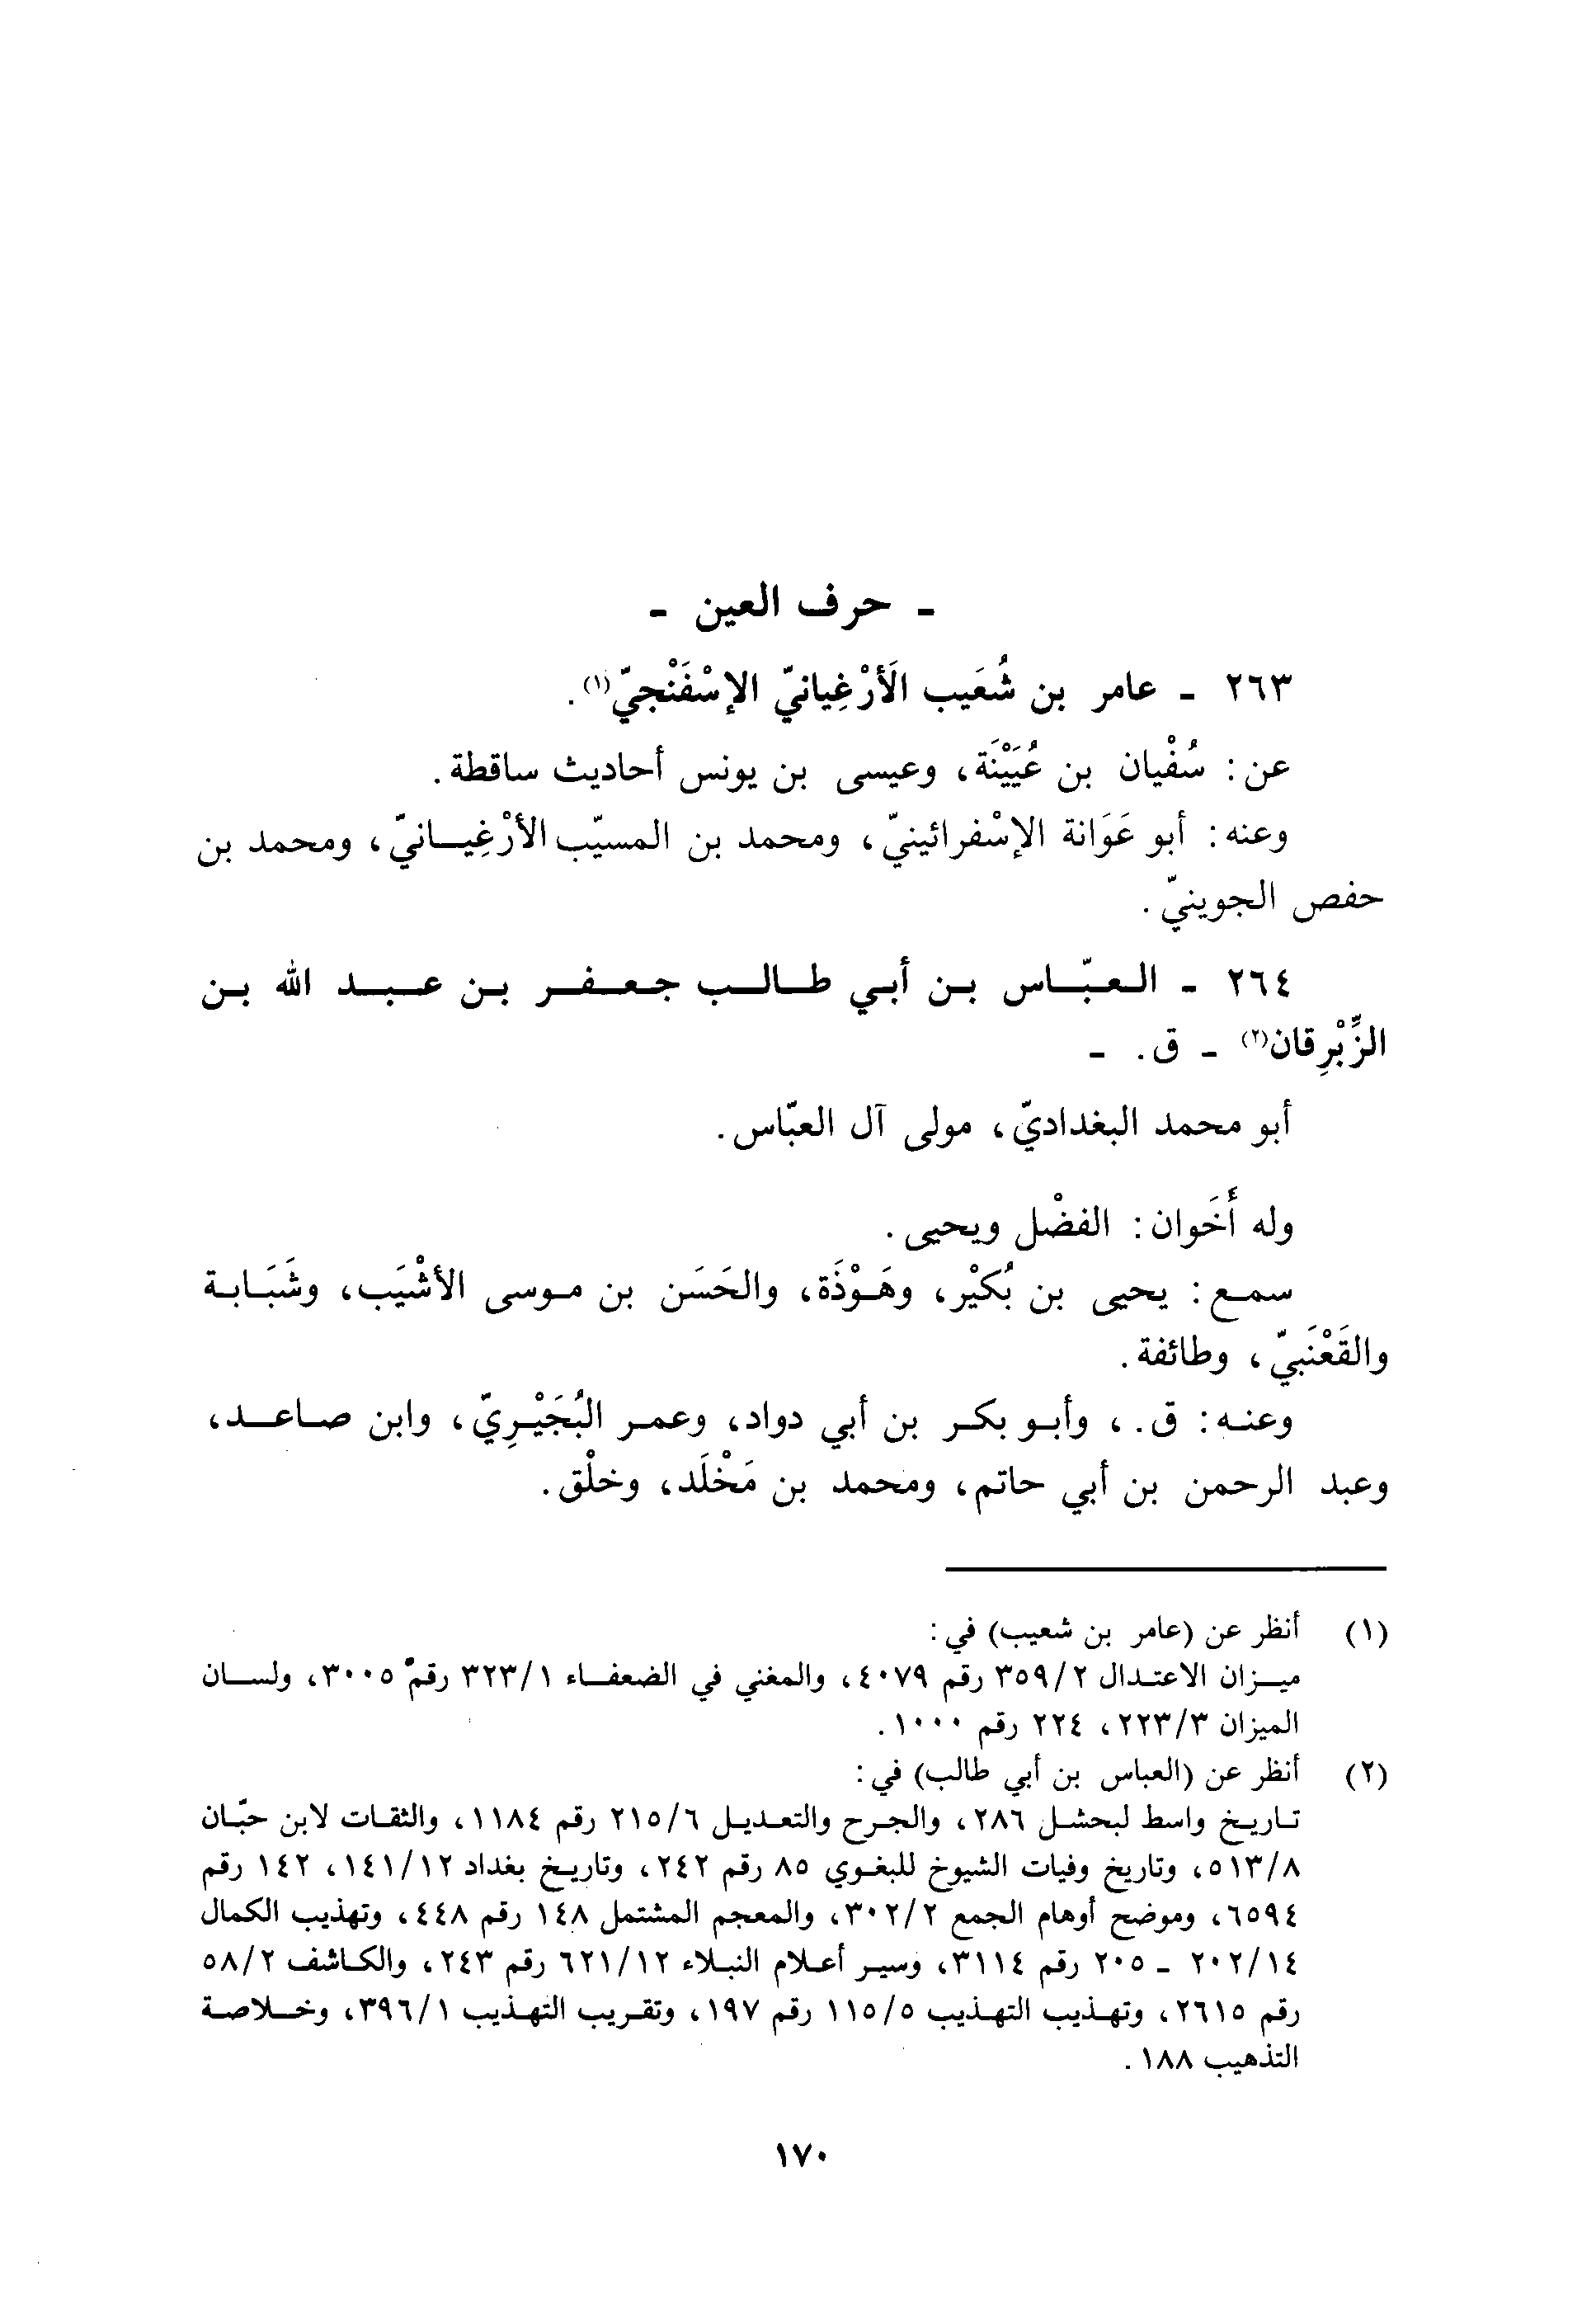 - حرف العين -
٢٦٣ - عامر بن شُعَيب الَأرْغِيانيّ الإسْفَنْجيّ(١).
عن: سُفْيان بن عُيَيْنَة، وعيسى بن يونس أحاديث ساقطة.
وعنه: أبو عَوَانة الإسْفرائينيّ، ومحمد بن المسيّب الأرْغِيـانيّ، ومحمد بن
حفص الجوينيّ.
٢٦٤ - العبّاس بن أبي طالب جعفر بن عبد الله بن
الزِّبْرِقان(٢) - ق. -
أبو محمد البغداديّ، مولى آل العبّاس.
وله أَخَوان: الفضْل ويحيى.
سمع: يحيى بن بُكَيْر، وهَوْذَة، والحَسَن بن موسى الأشْيَب، وشَبَابة
والقَعْنَبيّ، وطائفة.
وعنه: ق.، وأبو بكر بن أبي دواد، وعمر البُجَيْرِيّ، وابن صاعد،
وعبد الرحمن بن أبي حاتم، ومحمد بن مَخْلَد، وخلْق.
(١) أنظر عن (عامر بن شعيب) في:
ميزان الاعتدال ٣٥٩/٢ رقم ٤٠٧٩، والمغني في الضعفاء ٣٢٣/١ رقم ٣٠٠٥، ولسان
الميزان ٢٢٣/٣، ٢٢٤ رقم ١٠٠٠.
(٢) أنظر عن (العباس بن أبي طالب) في:
تاريخ واسط لبحشل ٢٨٦، والجرح والتعديل ٢١٥/٦ رقم ١١٨٤، والثقات لابن حبّان
٥١٣/٨، وتاريخ وفيات الشيوخ للبغوي ٨٥ رقم ٢٤٢، وتاريخ بغداد ١٤١/١٢، ١٤٢ رقم
٦٥٩٤، وموضح أوهام الجمع ٣٠٢/٢، والمعجم المشتمل ١٤٨ رقم ٤٤٨، وتهذيب الكمال
٢٠٢/١٤ - ٢٠٥ رقم ٣١١٤، وسير أعلام النبلاء ٦٢١/١٢ رقم ٢٤٣، والكاشف ٥٨/٢
رقم ٢٦١٥، وتهذيب التهذيب ١١٥/٥ رقم ١٩٧، وتقريب التهذيب ٣٩٦/١، وخلاصة
التذهيب ١٨٨.
١٧٠